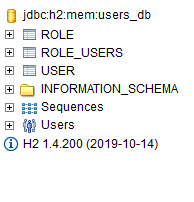 jdbc:h2:mem:users_db
ROLE
ROLE_USERS
USER
INFORMATION_SCHEMA
Sequences
Users
H2 1.4.200 (2019-10-14)